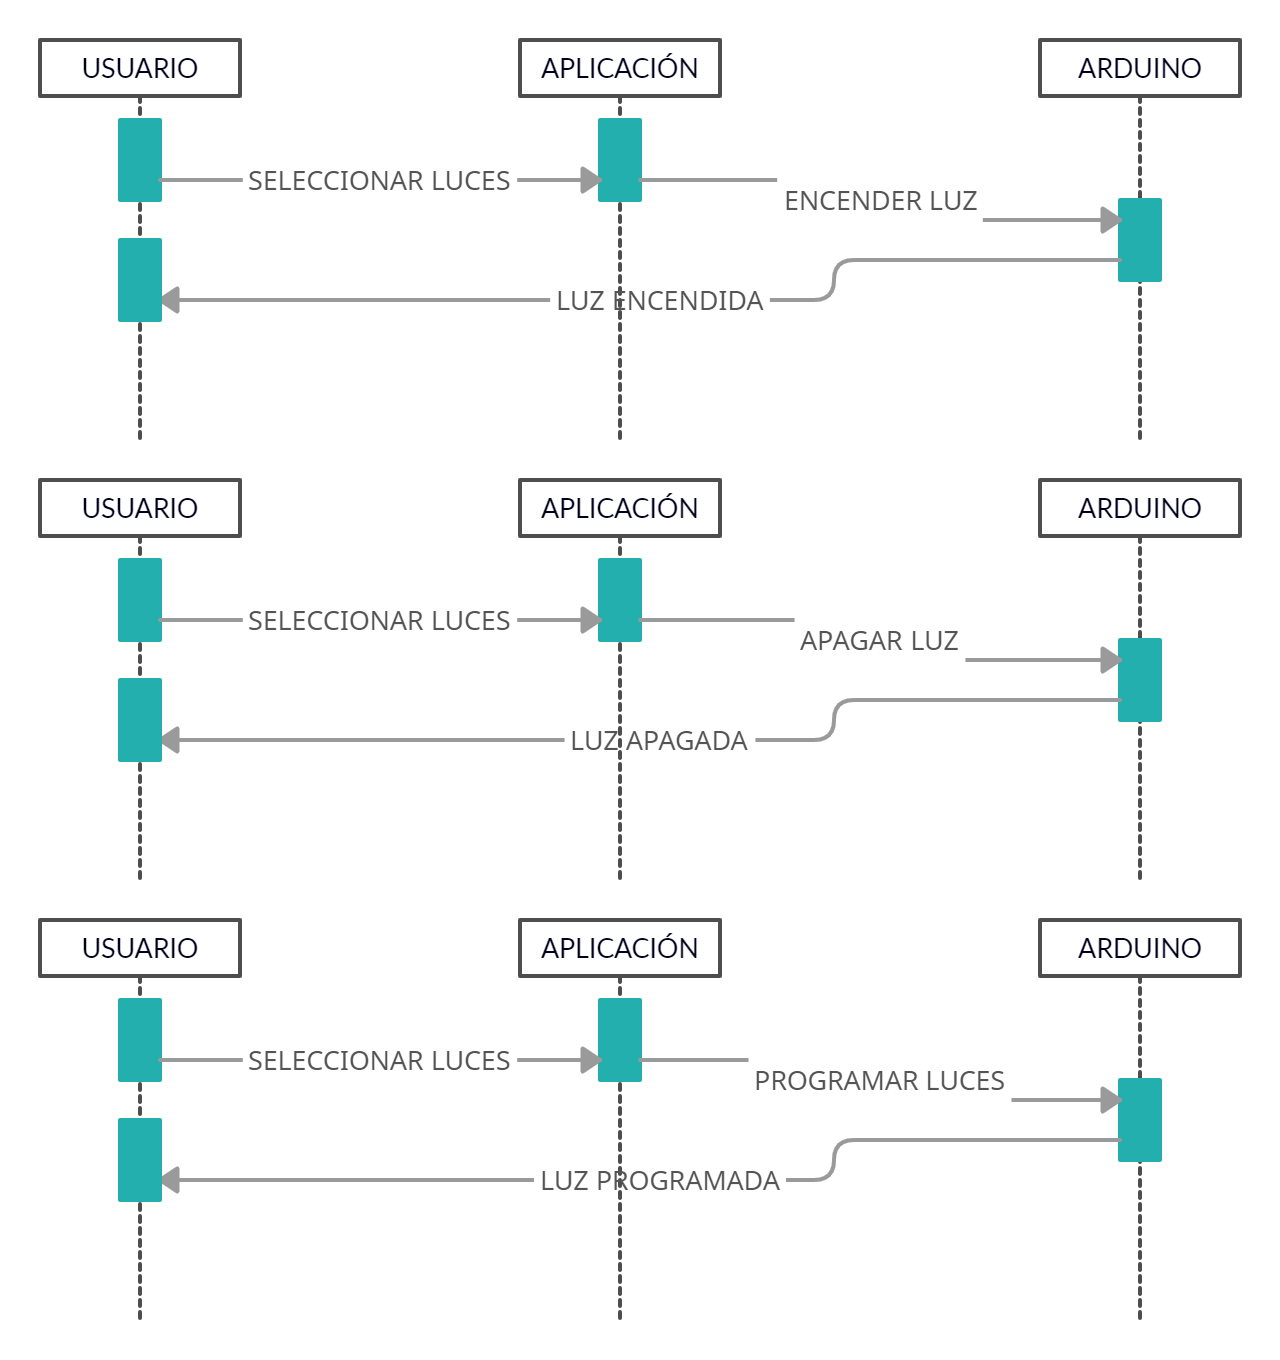 USUARIO
APLICACIÓN
ARDUINO
SELECCIONAR LUCES
ENCENDER LUZ
LUZ ENCENDIDA
USUARIO
APLICACIÓN
ARDUINO
SELECCIONAR LUCES
APAGAR LUZ
LUZ APAGADA
USUARIO
APLICACIÓN
ARDUINO
SELECCIONAR LUCES
PROGRAMAR LUCES
LUZ PROGRAMADA